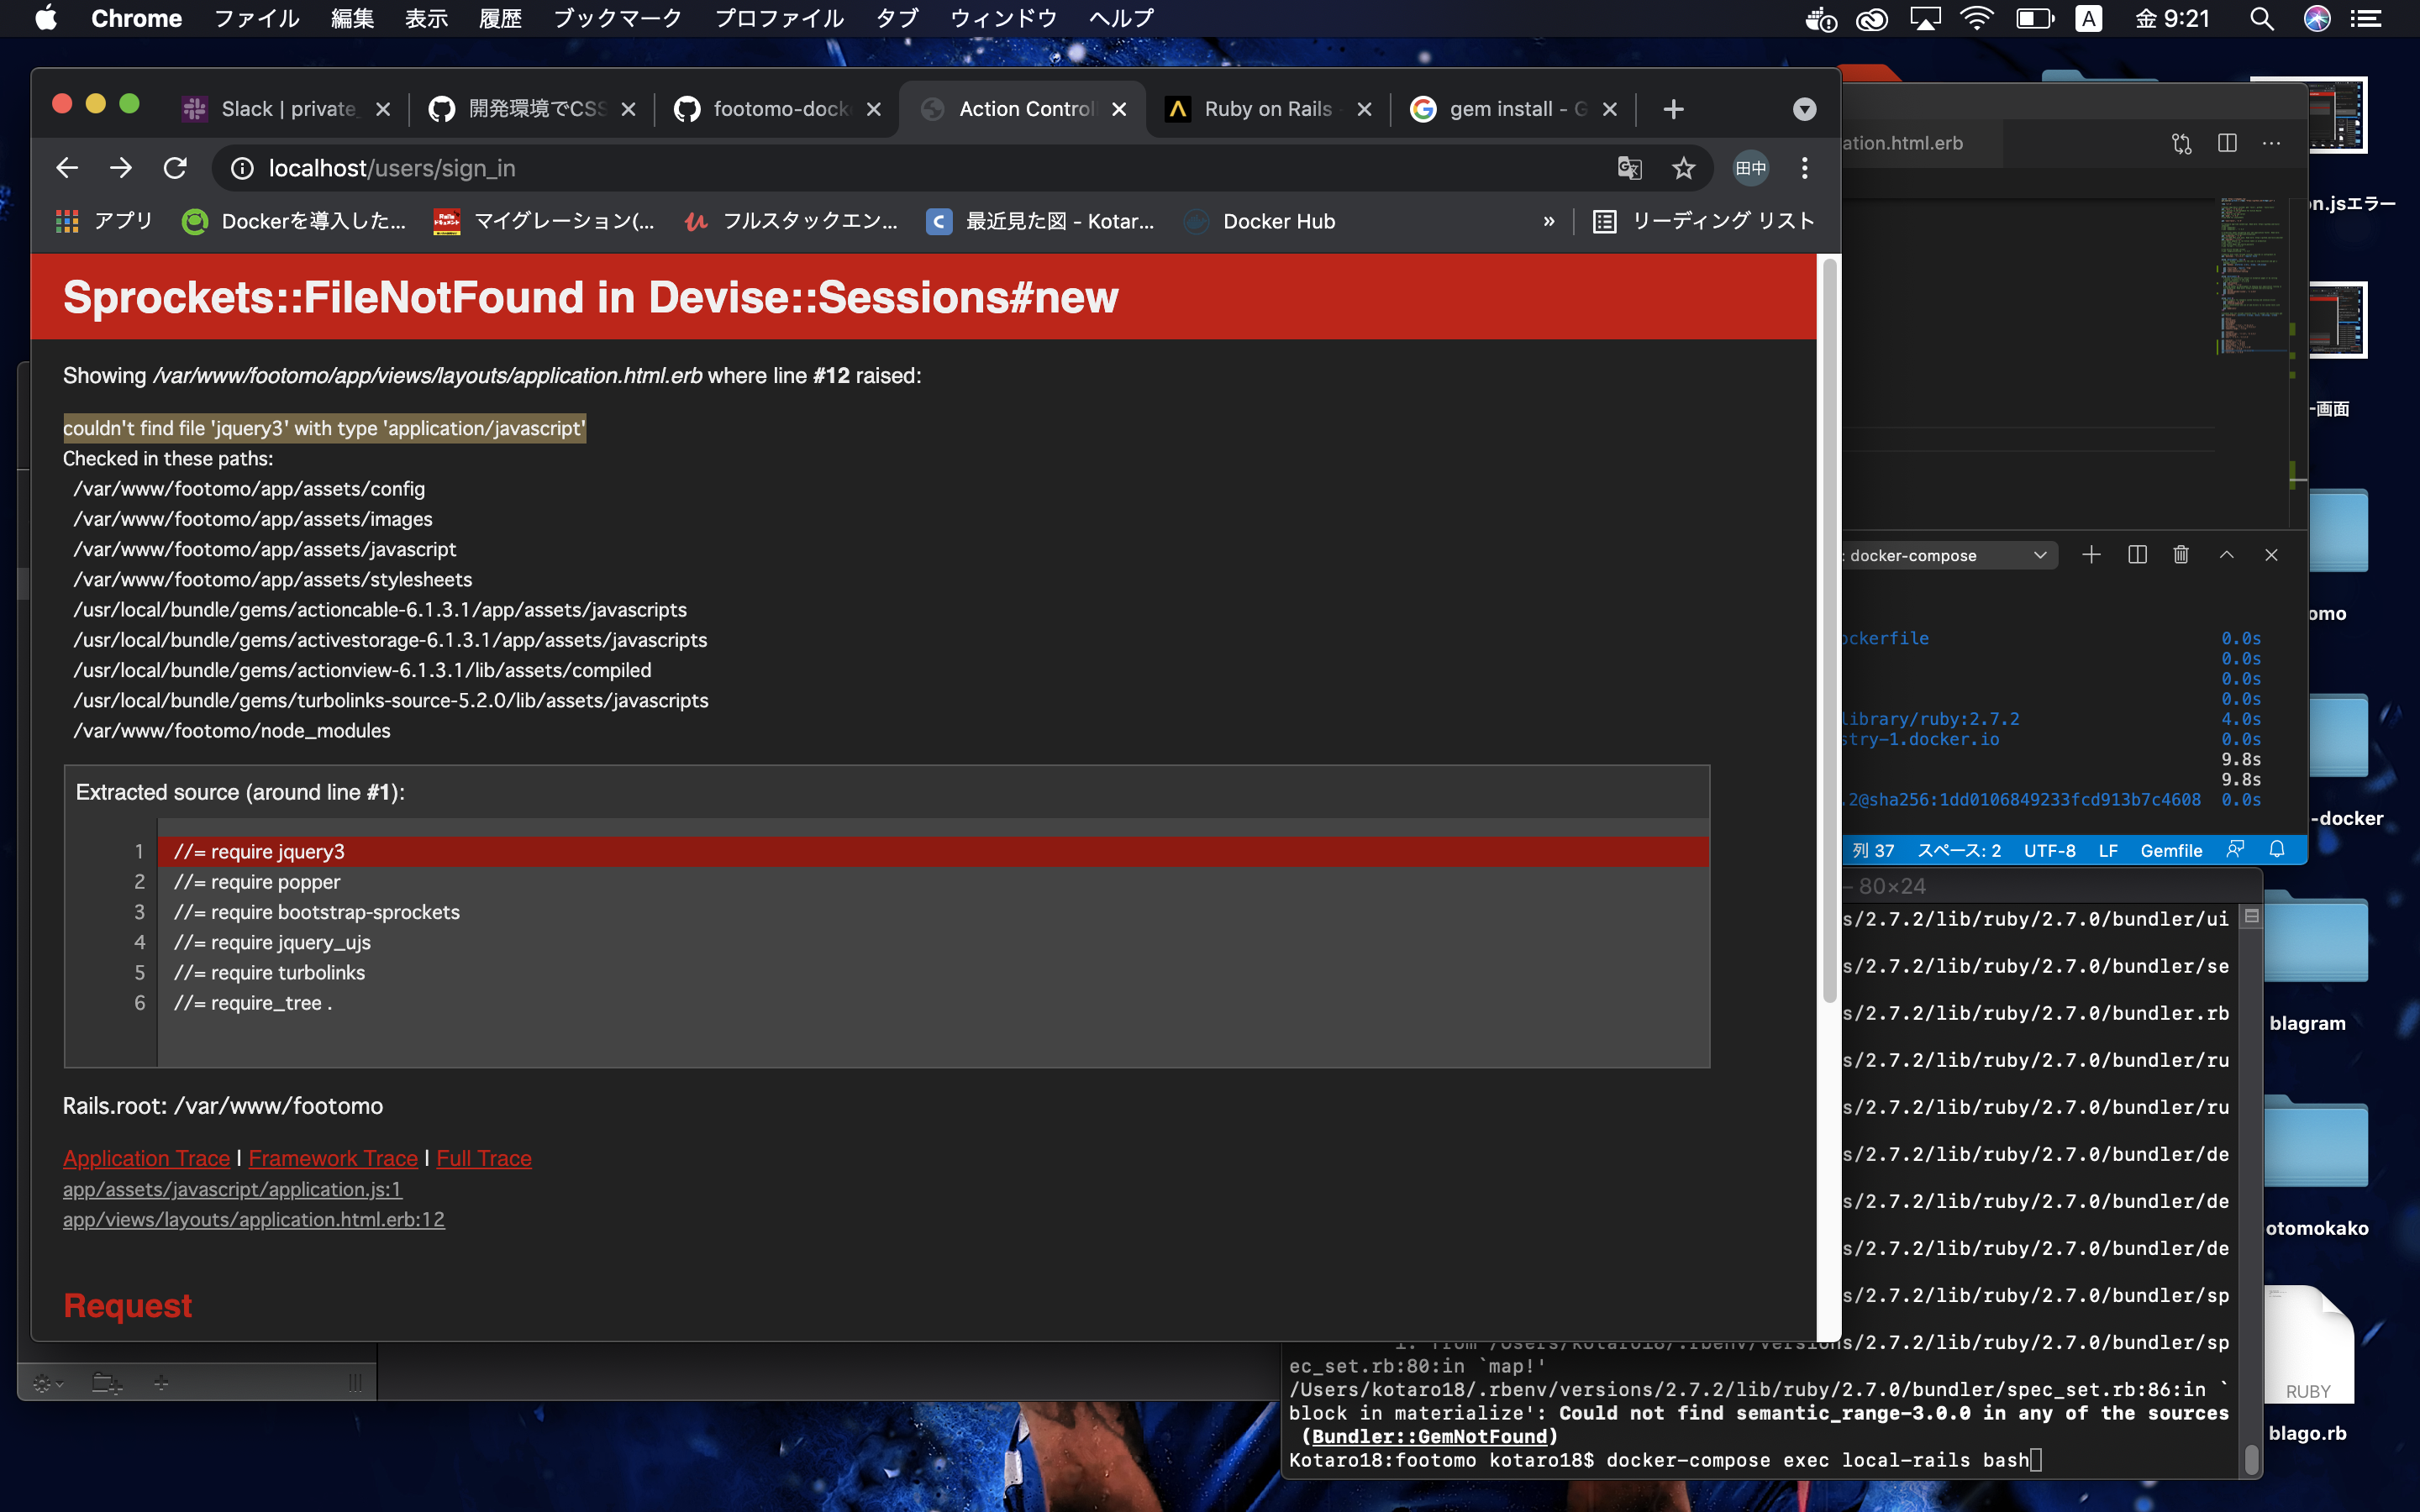 Chrome ファイル 編集 表示 履歴 ブックマーク プロファイル タブ ウィンドウ ヘルプ
A 金 9:21
Slack | private_
開発環境でCSS
footomo-dock
Action Control
Ruby on Rails -
gem install - G
localhost/users/sign_in
田中
アプリ Dockerを導入した... マイグレーション(... フルスタックエン... C 最近見た図 - Kotar... Docker Hub » リーディング リスト
Sprockets::FileNotFound in Devise::Sessions#new
Showing /var/www/footomo/app/views/layouts/application.html.erb where line #12 raised:
couldn't find file 'jquery3' with type 'application/javascript'
Checked in these paths:
/var/www/footomo/app/assets/config
/var/www/footomo/app/assets/images
/var/www/footomo/app/assets/javascript
/var/www/footomo/app/assets/stylesheets
/usr/local/bundle/gems/actioncable-6.1.3.1/app/assets/javascripts
/usr/local/bundle/gems/activestorage-6.1.3.1/app/assets/javascripts
/usr/local/bundle/gems/actionview-6.1.3.1/lib/assets/compiled
/usr/local/bundle/gems/turbolinks-source-5.2.0/lib/assets/javascripts
/var/www/footomo/node_modules
Extracted source (around line #1):
1 //= require jquery3
2 //= require popper
3 //= require bootstrap-sprockets
4 //= require jquery_ujs
5 //= require turbolinks
6 //= require_tree .
Rails.root: /var/www/footomo
Application Trace | Framework Trace | Full Trace
app/assets/javascript/application.js:1
app/views/layouts/application.html.erb:12
Request
ation.html.erb
: docker-compose
ockerfile 0.0s
0.0s
0.0s
0.0s
library/ruby:2.7.2 4.0s
stry-1.docker.io 0.0s
9.8s
9.8s
.2@sha256:1dd0106849233fcd913b7c4608 0.0s
列 37 スペース: 2 UTF-8 LF Gemfile
— 80×24
s/2.7.2/lib/ruby/2.7.0/bundler/ui
s/2.7.2/lib/ruby/2.7.0/bundler/se
s/2.7.2/lib/ruby/2.7.0/bundler.rb
s/2.7.2/lib/ruby/2.7.0/bundler/ru
s/2.7.2/lib/ruby/2.7.0/bundler/ru
s/2.7.2/lib/ruby/2.7.0/bundler/de
s/2.7.2/lib/ruby/2.7.0/bundler/de
s/2.7.2/lib/ruby/2.7.0/bundler/de
s/2.7.2/lib/ruby/2.7.0/bundler/sp
1: from /Users/kotaro18/.rbenv/versions/2.7.2/lib/ruby/2.7.0/bundler/sp
ec_set.rb:80:in `map!'
/Users/kotaro18/.rbenv/versions/2.7.2/lib/ruby/2.7.0/bundler/spec_set.rb:86:in `
block in materialize': Could not find semantic_range-3.0.0 in any of the sources
(Bundler::GemNotFound)
Kotaro18:footomo kotaro18$ docker-compose exec local-rails bash
n.jsエラー
-画面
omo
-docker
blagram
otomokako
RUBY
blago.rb